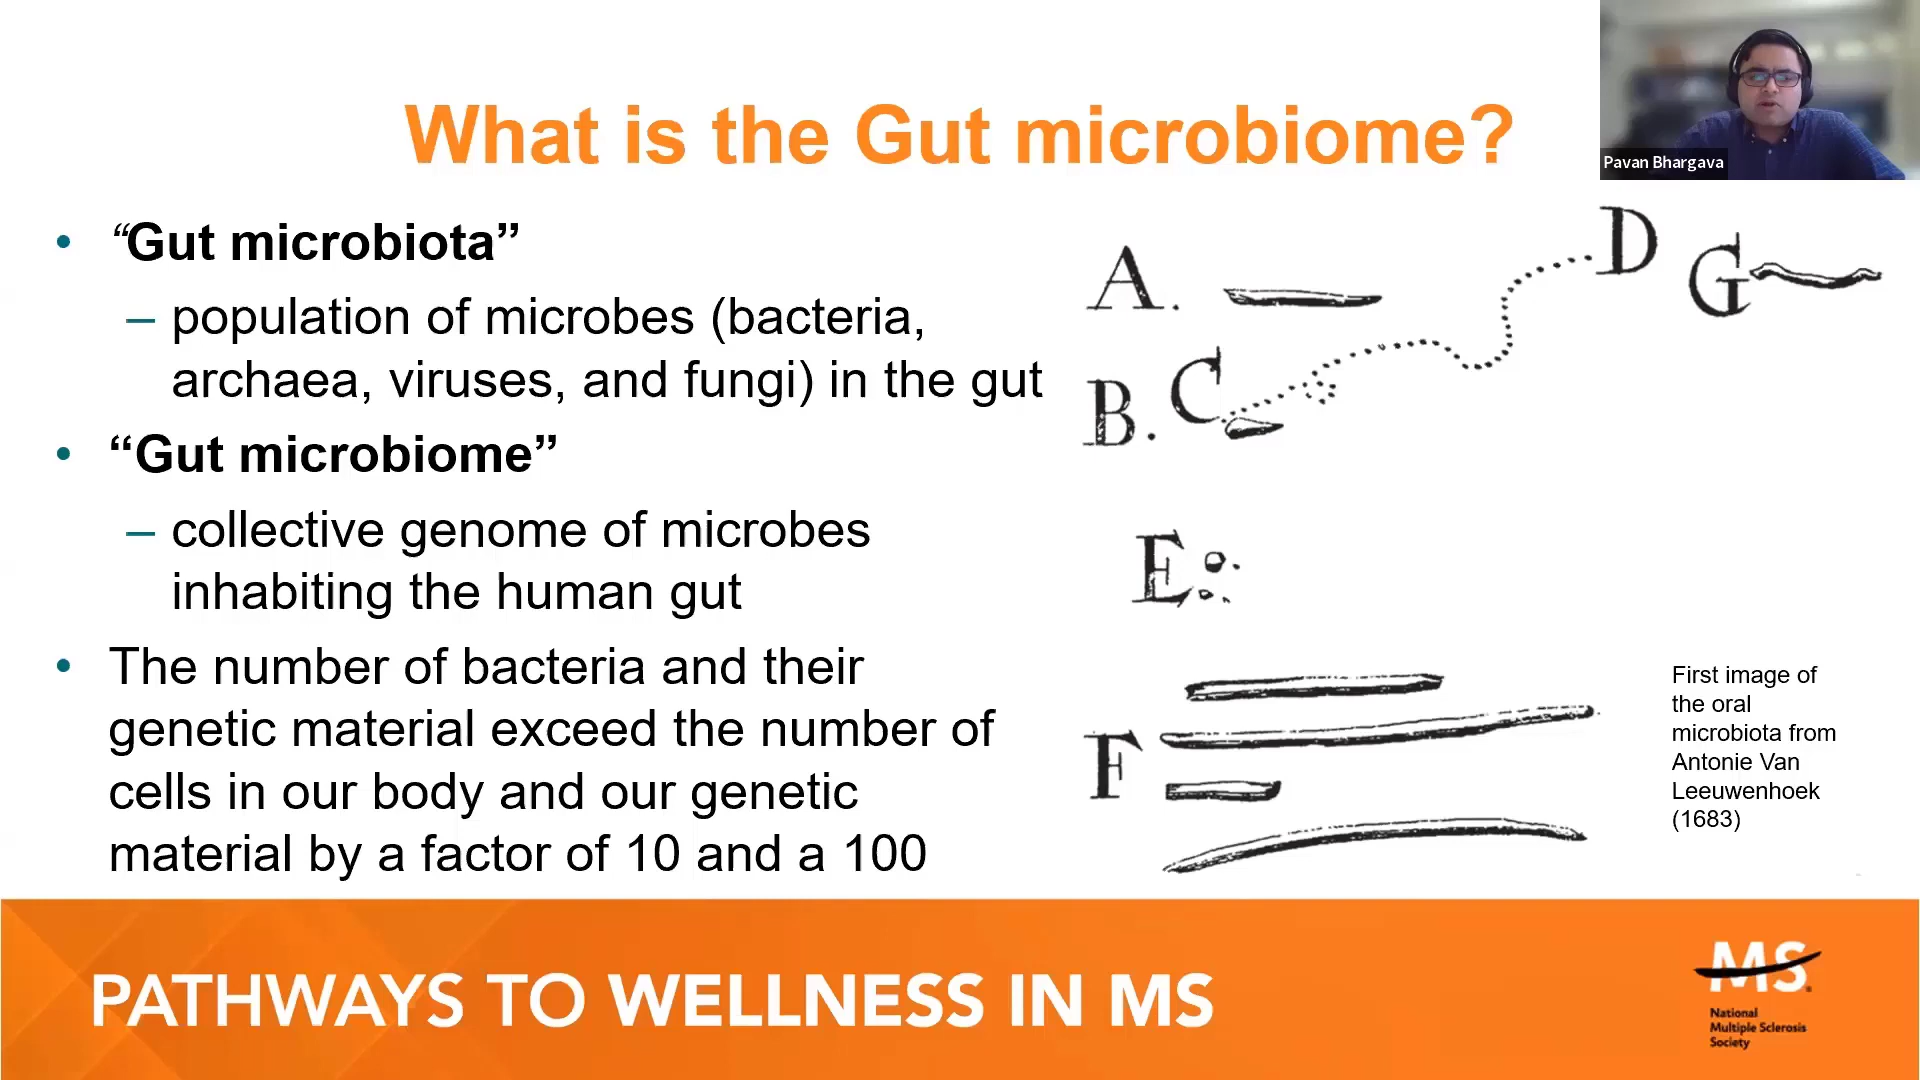 What is the Gut microbiome?
Pavan Bhargava
• “Gut microbiota”
– population of microbes (bacteria,
archaea, viruses, and fungi) in the gut
• “Gut microbiome”
– collective genome of microbes
inhabiting the human gut
• The number of bacteria and their
genetic material exceed the number of
cells in our body and our genetic
material by a factor of 10 and a 100
A.
D
G
B.
C
E
F
First image of
the oral
microbiota from
Antonie Van
Leeuwenhoek
(1683)
PATHWAYS TO WELLNESS IN MS
MS
National
Multiple Sclerosis
Society